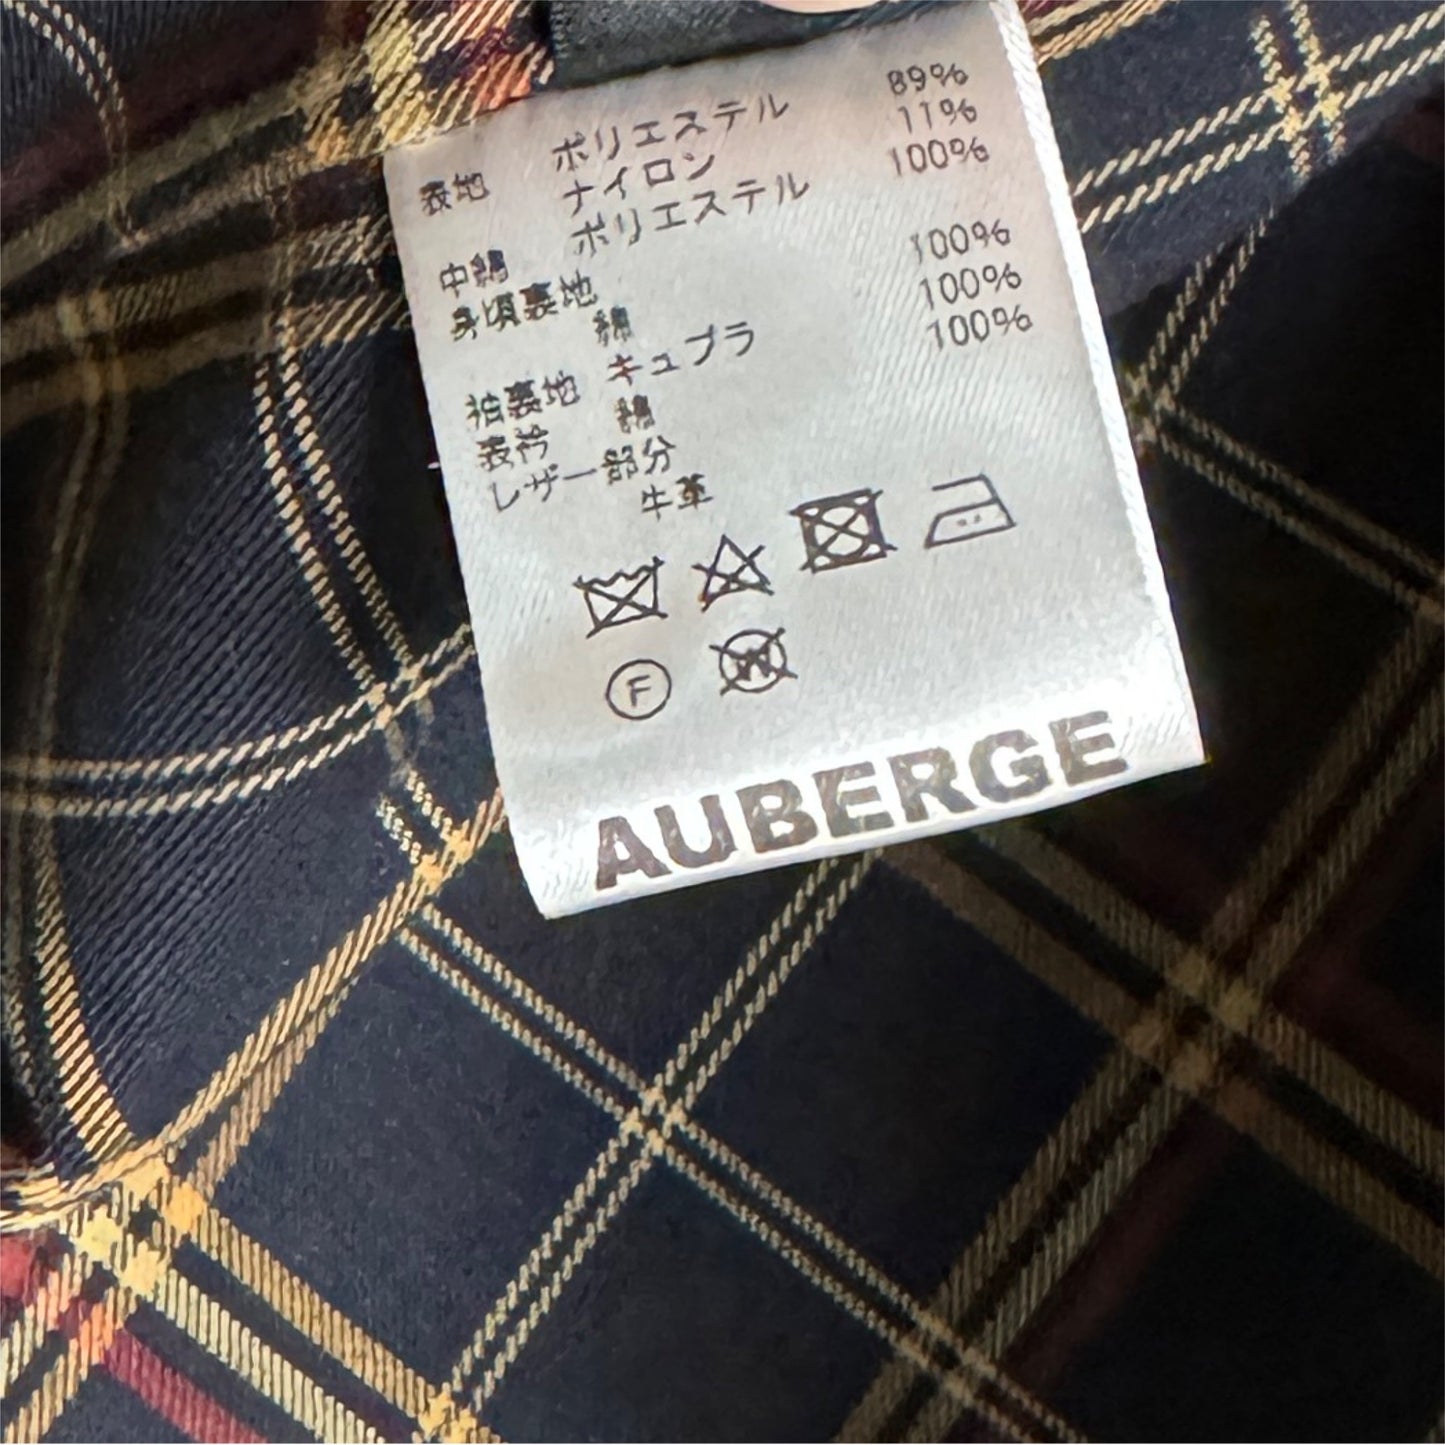 表地 ポリエステル 89%
ナイロン 11%
中綿 ポリエステル 100%
身頃裏地
綿 100%
袖裏地 キュプラ 100%
表衿 綿 100%
レザー部分
牛革
F
W
AUBERGE